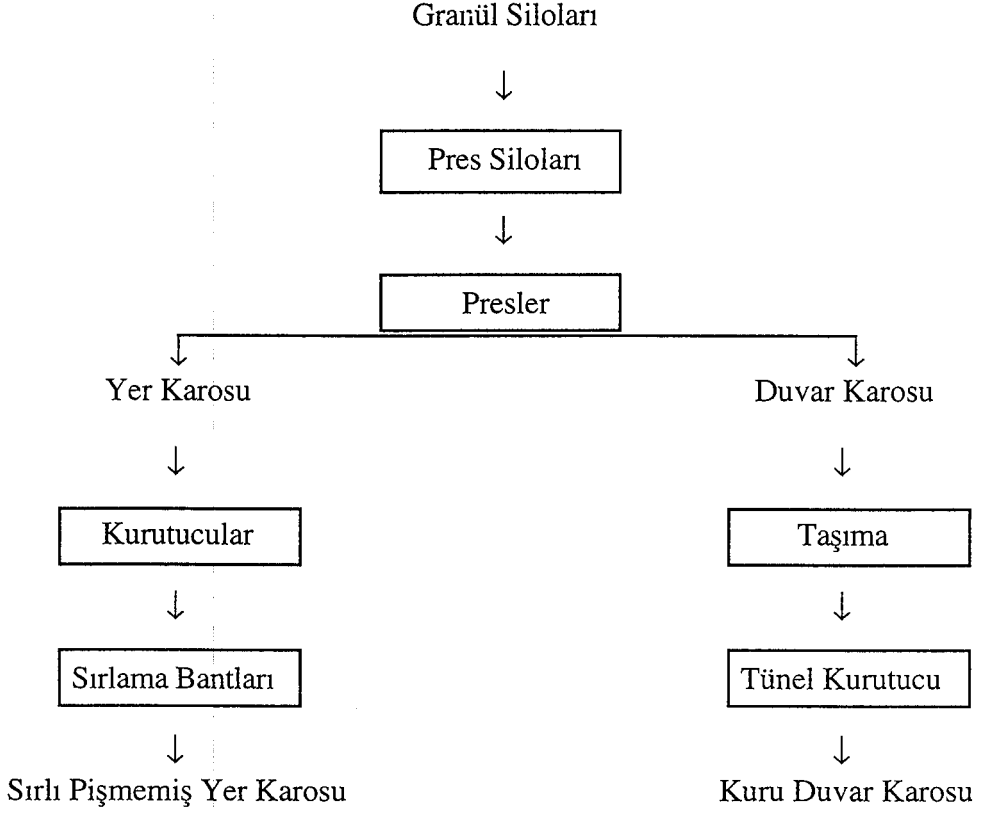 Granül Siloları
Pres Siloları
Presler
Yer Karosu
Duvar Karosu
Kurutucular
Taşıma
Sırlama Bantları
Tünel Kurutucu
Sırlı Pişmemiş Yer Karosu
Kuru Duvar Karosu